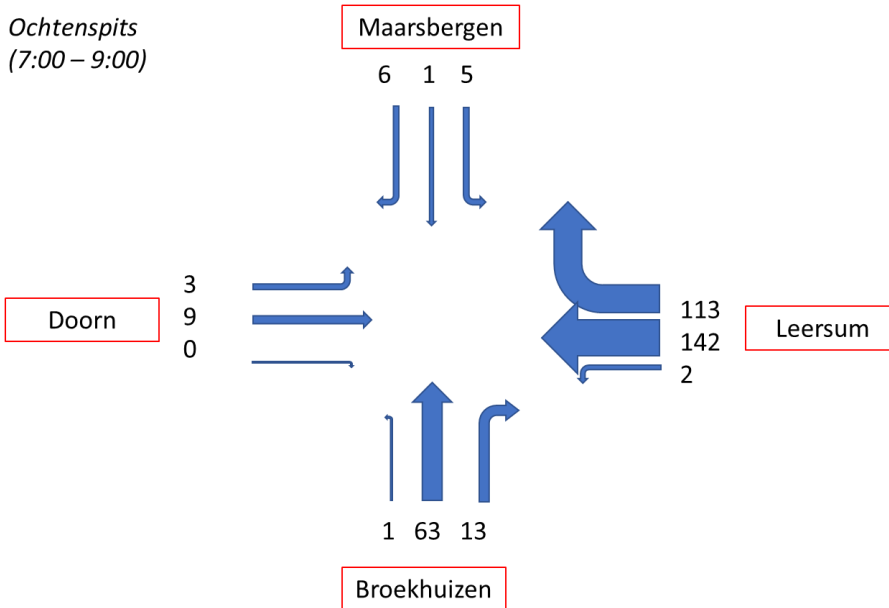 Ochtenspits
(7:00 – 9:00)
Maarsbergen
6 1 5
Doorn
3
9
0
113
142
2
Leersum
1 63 13
Broekhuizen